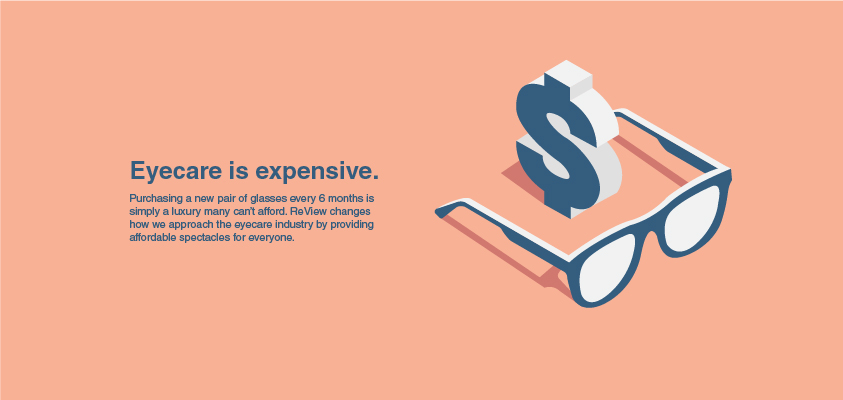 Eyecare is expensive.
Purchasing a new pair of glasses every 6 months is
simply a luxury many can't afford. ReView changes
how we approach the eyecare industry by providing
affordable spectacles for everyone.
$